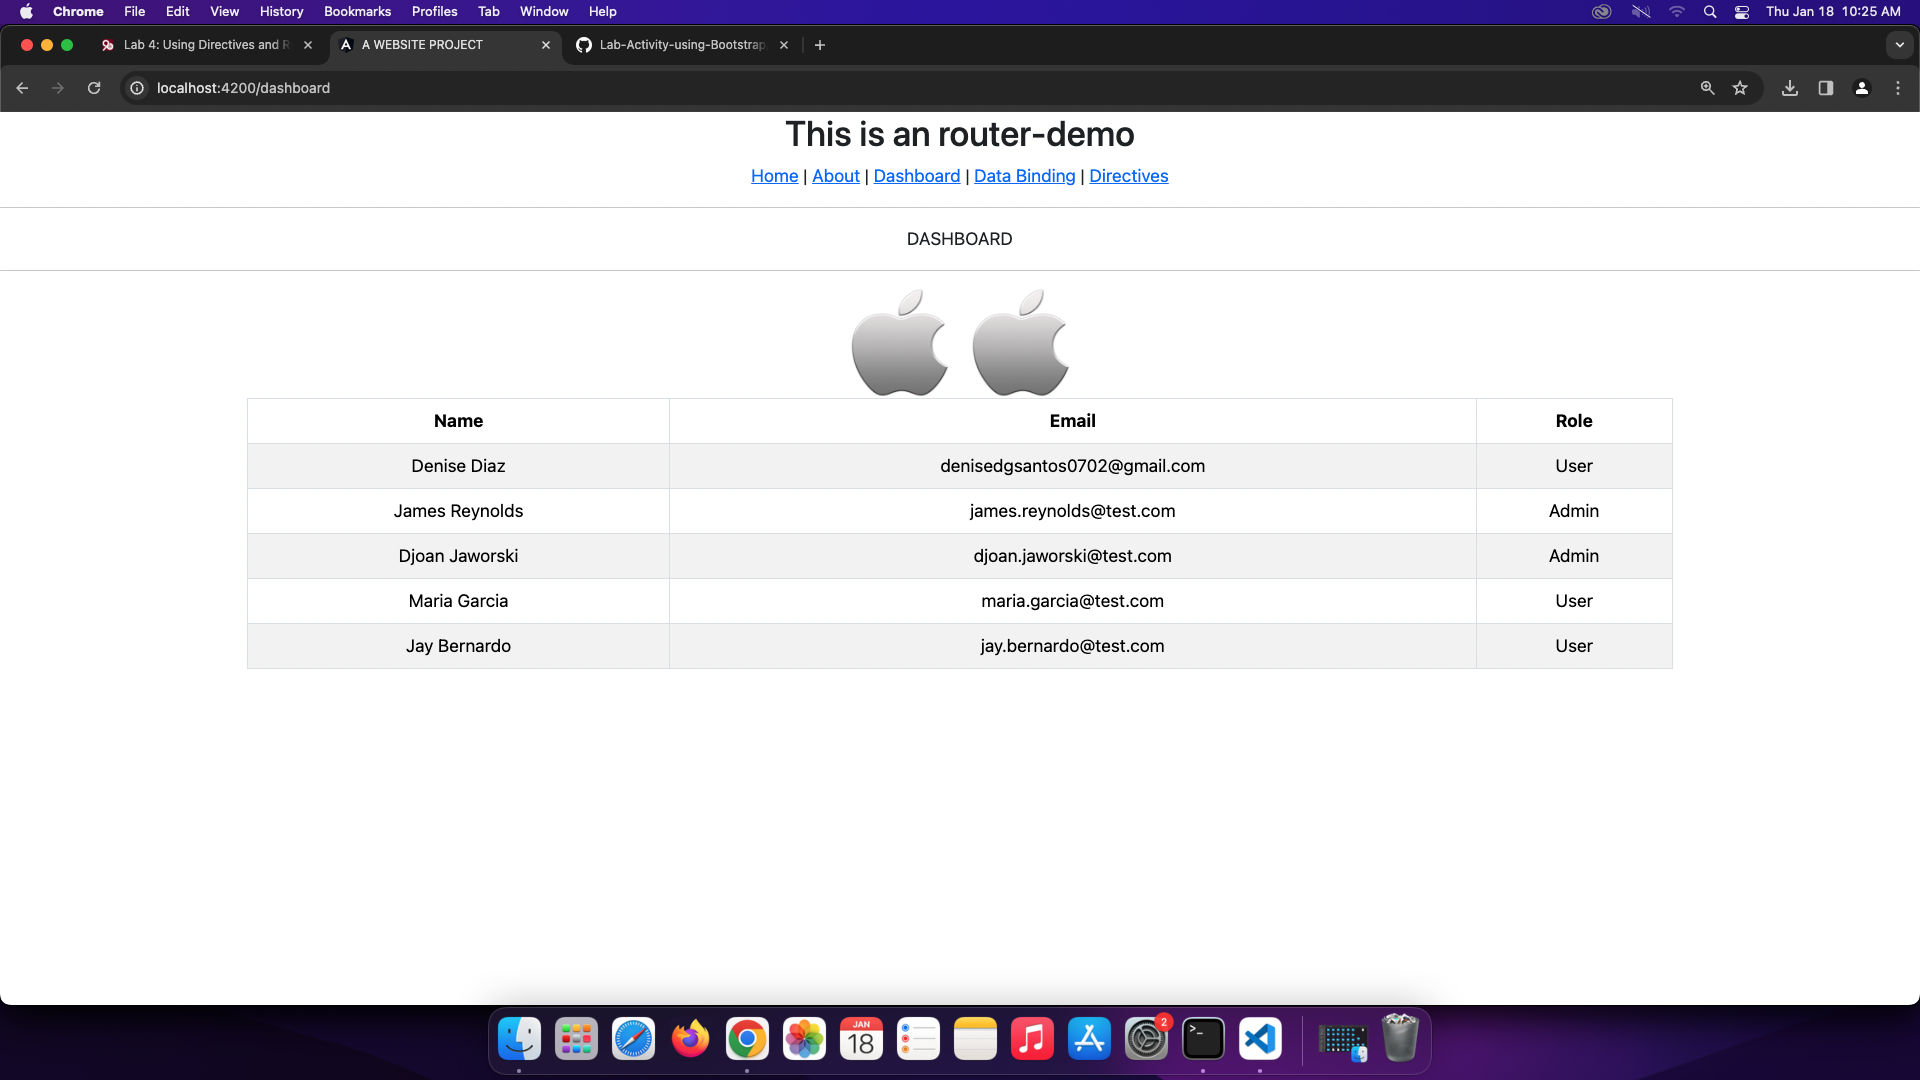 Chrome File Edit View History Bookmarks Profiles Tab Window Help Thu Jan 18 10:25 AM
Lab 4: Using Directives and R A WEBSITE PROJECT Lab-Activity-using-Bootstrap
localhost:4200/dashboard
This is an router-demo
Home | About | Dashboard | Data Binding | Directives
DASHBOARD
Name Email Role
Denise Diaz denisedgsantos0702@gmail.com User
James Reynolds james.reynolds@test.com Admin
Djoan Jaworski djoan.jaworski@test.com Admin
Maria Garcia maria.garcia@test.com User
Jay Bernardo jay.bernardo@test.com User
JAN 2
18 >_